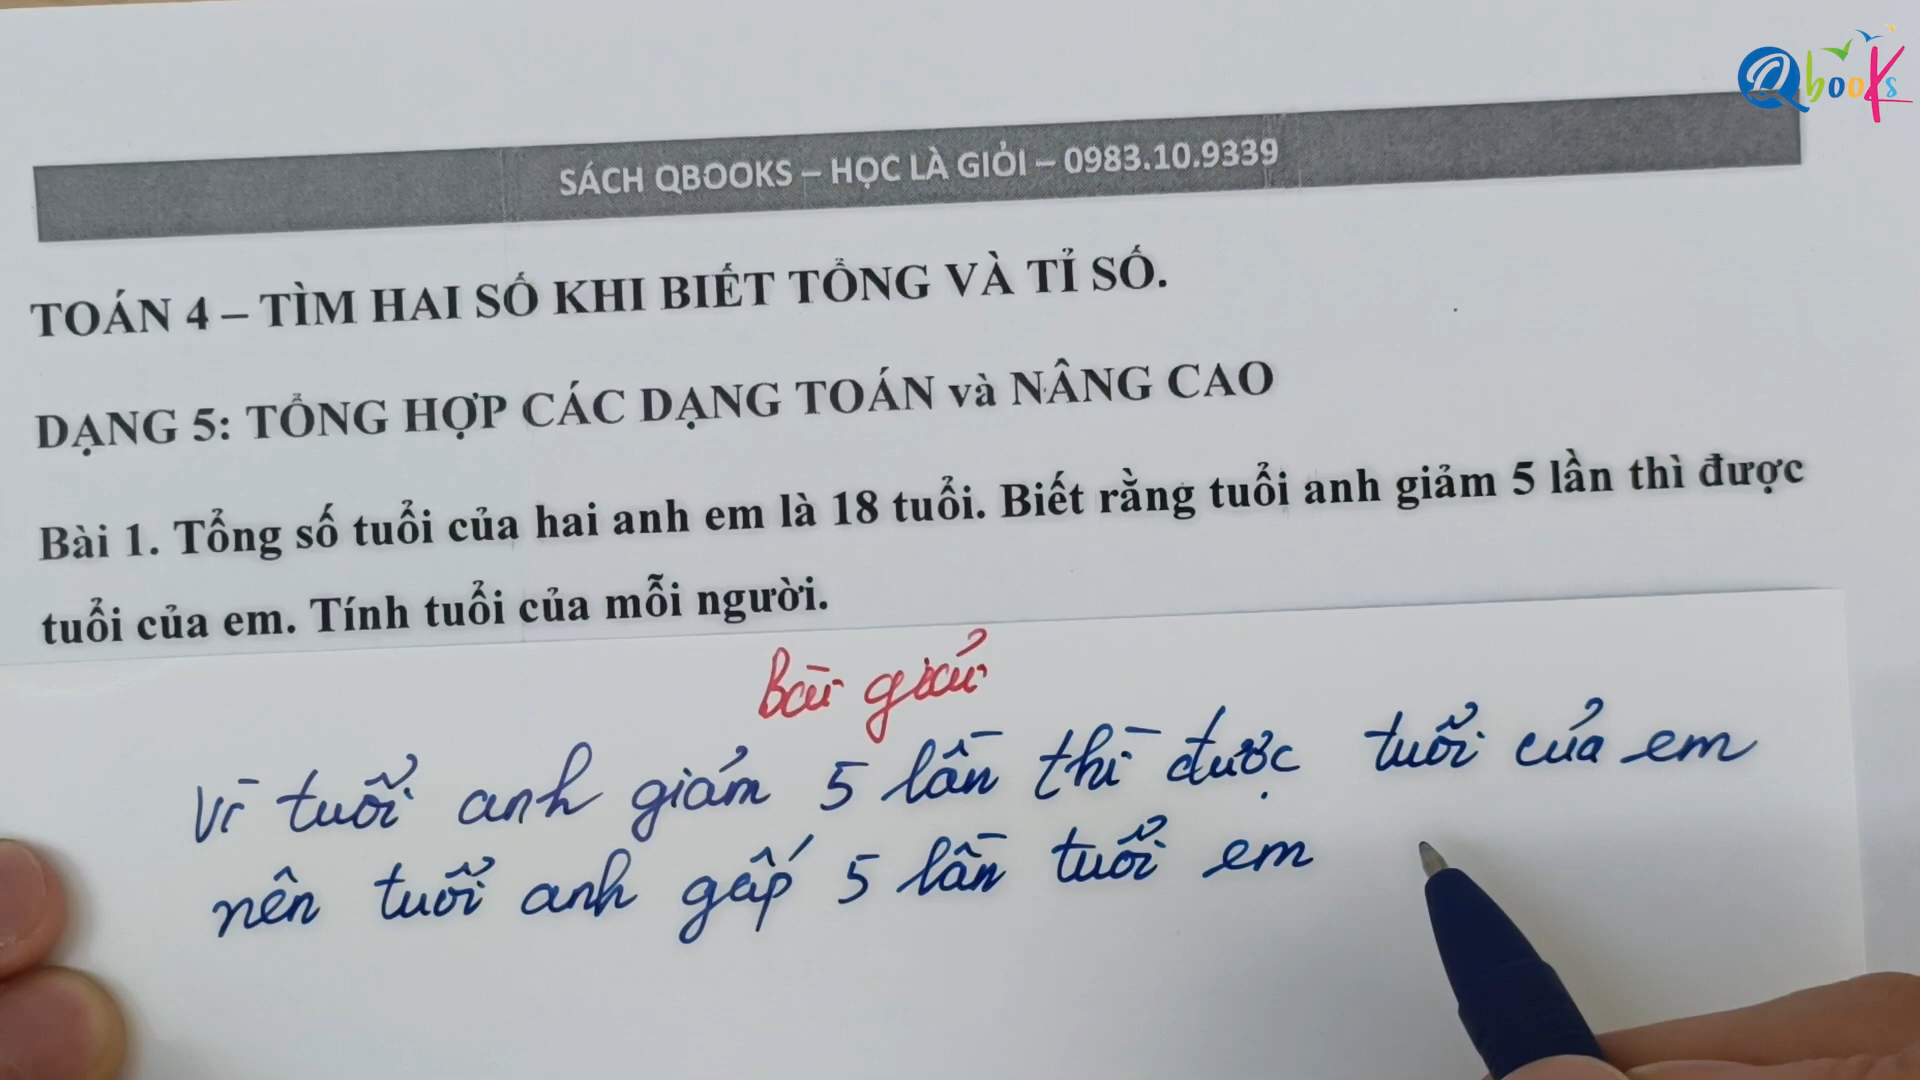 Qbooks
SÁCH QBOOKS – HỌC LÀ GIỎI – 0983.10.9339
TOÁN 4 – TÌM HAI SỐ KHI BIẾT TỔNG VÀ TỈ SỐ.
DẠNG 5: TỔNG HỢP CÁC DẠNG TOÁN và NÂNG CAO
Bài 1. Tổng số tuổi của hai anh em là 18 tuổi. Biết rằng tuổi anh giảm 5 lần thì được
tuổi của em. Tính tuổi của mỗi người.
Bài giải
Vì tuổi anh giảm 5 lần thì được tuổi của em
nên tuổi anh gấp 5 lần tuổi em